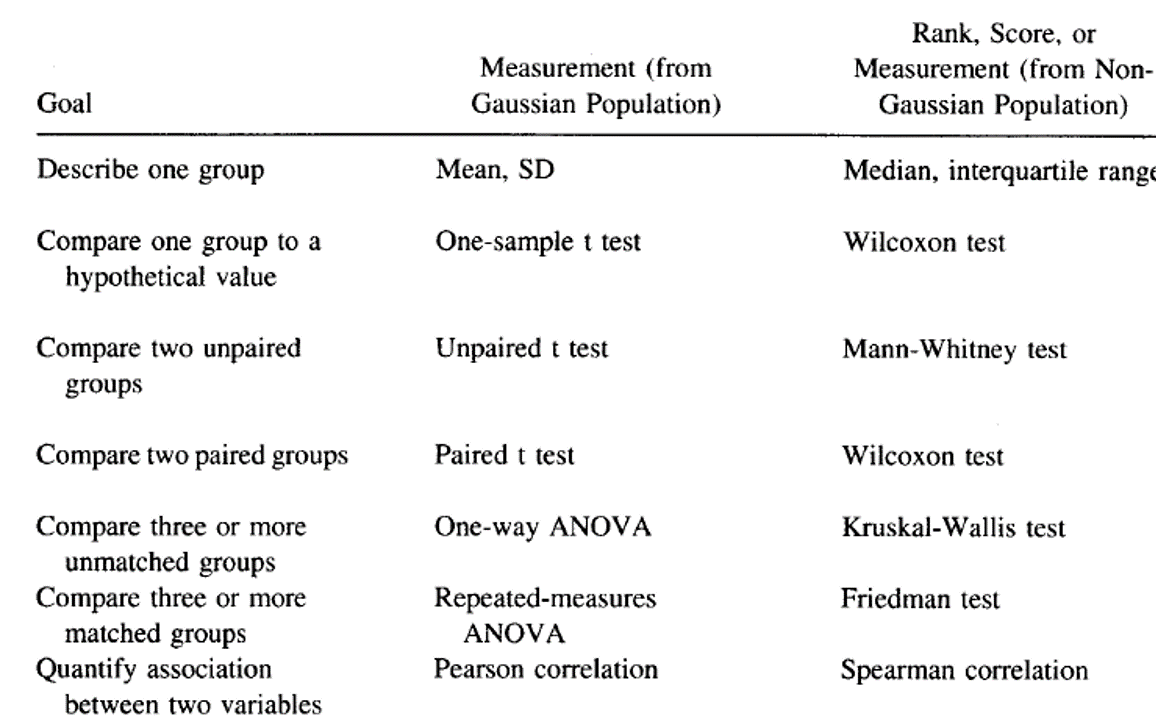 Rank, Score, or
Measurement (from Measurement (from Non-
Goal Gaussian Population) Gaussian Population)
Describe one group Mean, SD Median, interquartile range
Compare one group to a One-sample t test Wilcoxon test
hypothetical value
Compare two unpaired Unpaired t test Mann-Whitney test
groups
Compare two paired groups Paired t test Wilcoxon test
Compare three or more One-way ANOVA Kruskal-Wallis test
unmatched groups
Compare three or more Repeated-measures Friedman test
matched groups ANOVA
Quantify association Pearson correlation Spearman correlation
between two variables